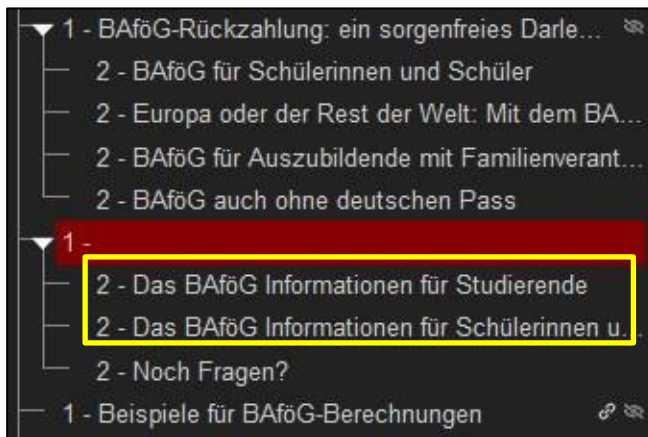 1 - BAföG-Rückzahlung: ein sorgenfreies Darle...
2 - BAföG für Schülerinnen und Schüler
2 - Europa oder der Rest der Welt: Mit dem BA...
2 - BAföG für Auszubildende mit Familienverant...
2 - BAföG auch ohne deutschen Pass
1 -
2 - Das BAföG Informationen für Studierende
2 - Das BAföG Informationen für Schülerinnen u...
2 - Noch Fragen?
1 - Beispiele für BAföG-Berechnungen